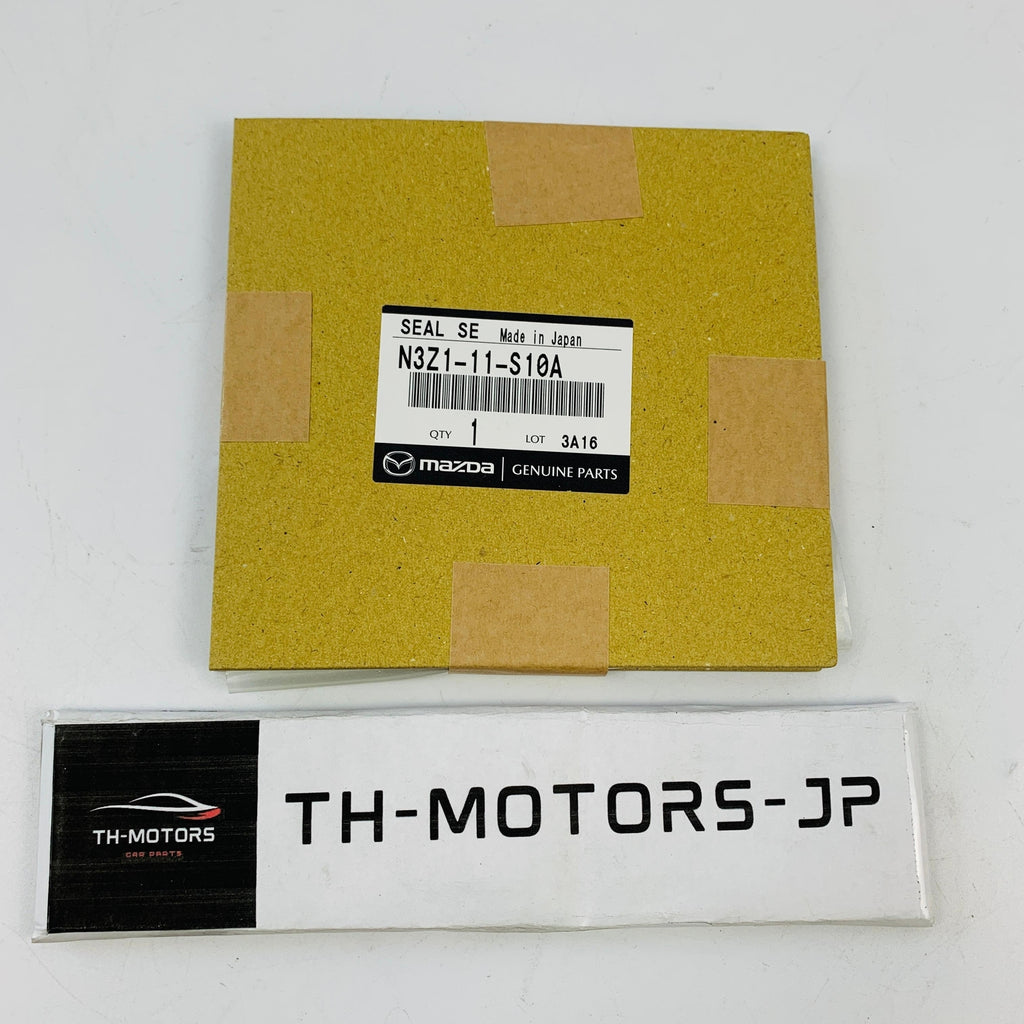 SEAL SE Made in Japan
N3Z1-11-S10A
QTY 1 LOT 3A16
mazda GENUINE PARTS
TH-MOTORS-JP
TH-MOTORS
CAR PARTS